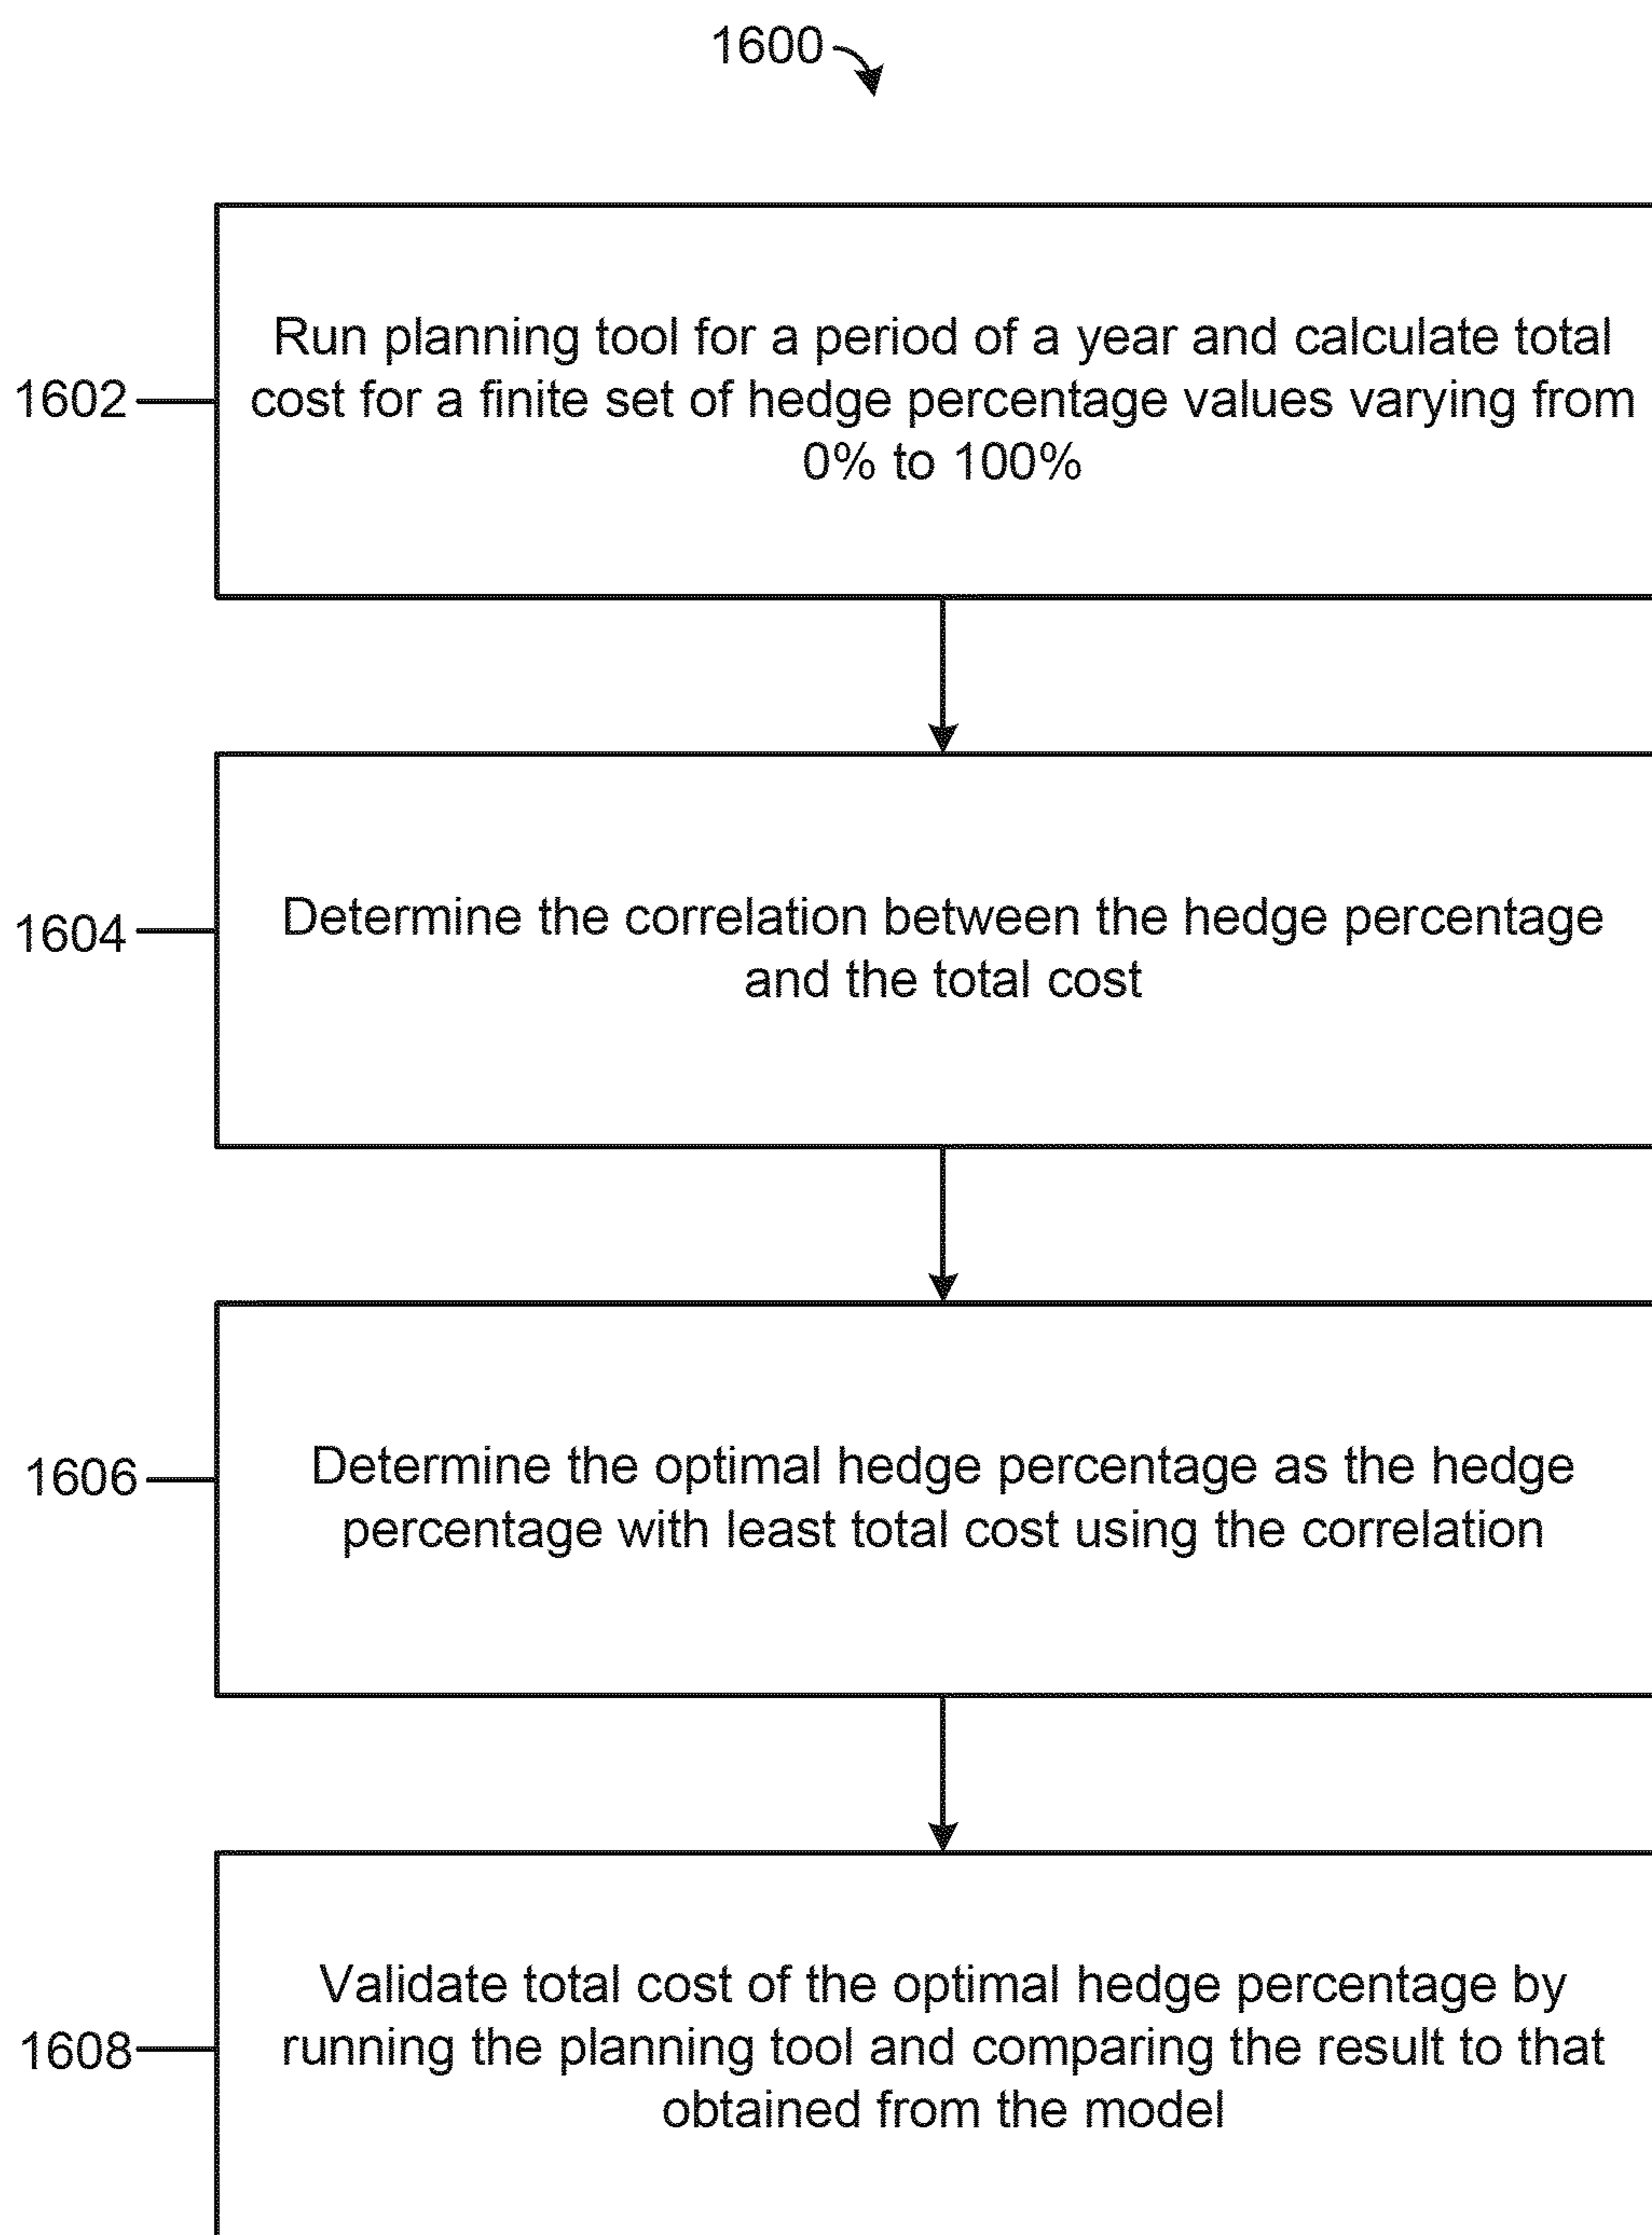 1600
1602
Run planning tool for a period of a year and calculate total
cost for a finite set of hedge percentage values varying from
0% to 100%
1604
Determine the correlation between the hedge percentage
and the total cost
1606
Determine the optimal hedge percentage as the hedge
percentage with least total cost using the correlation
1608
Validate total cost of the optimal hedge percentage by
running the planning tool and comparing the result to that
obtained from the model